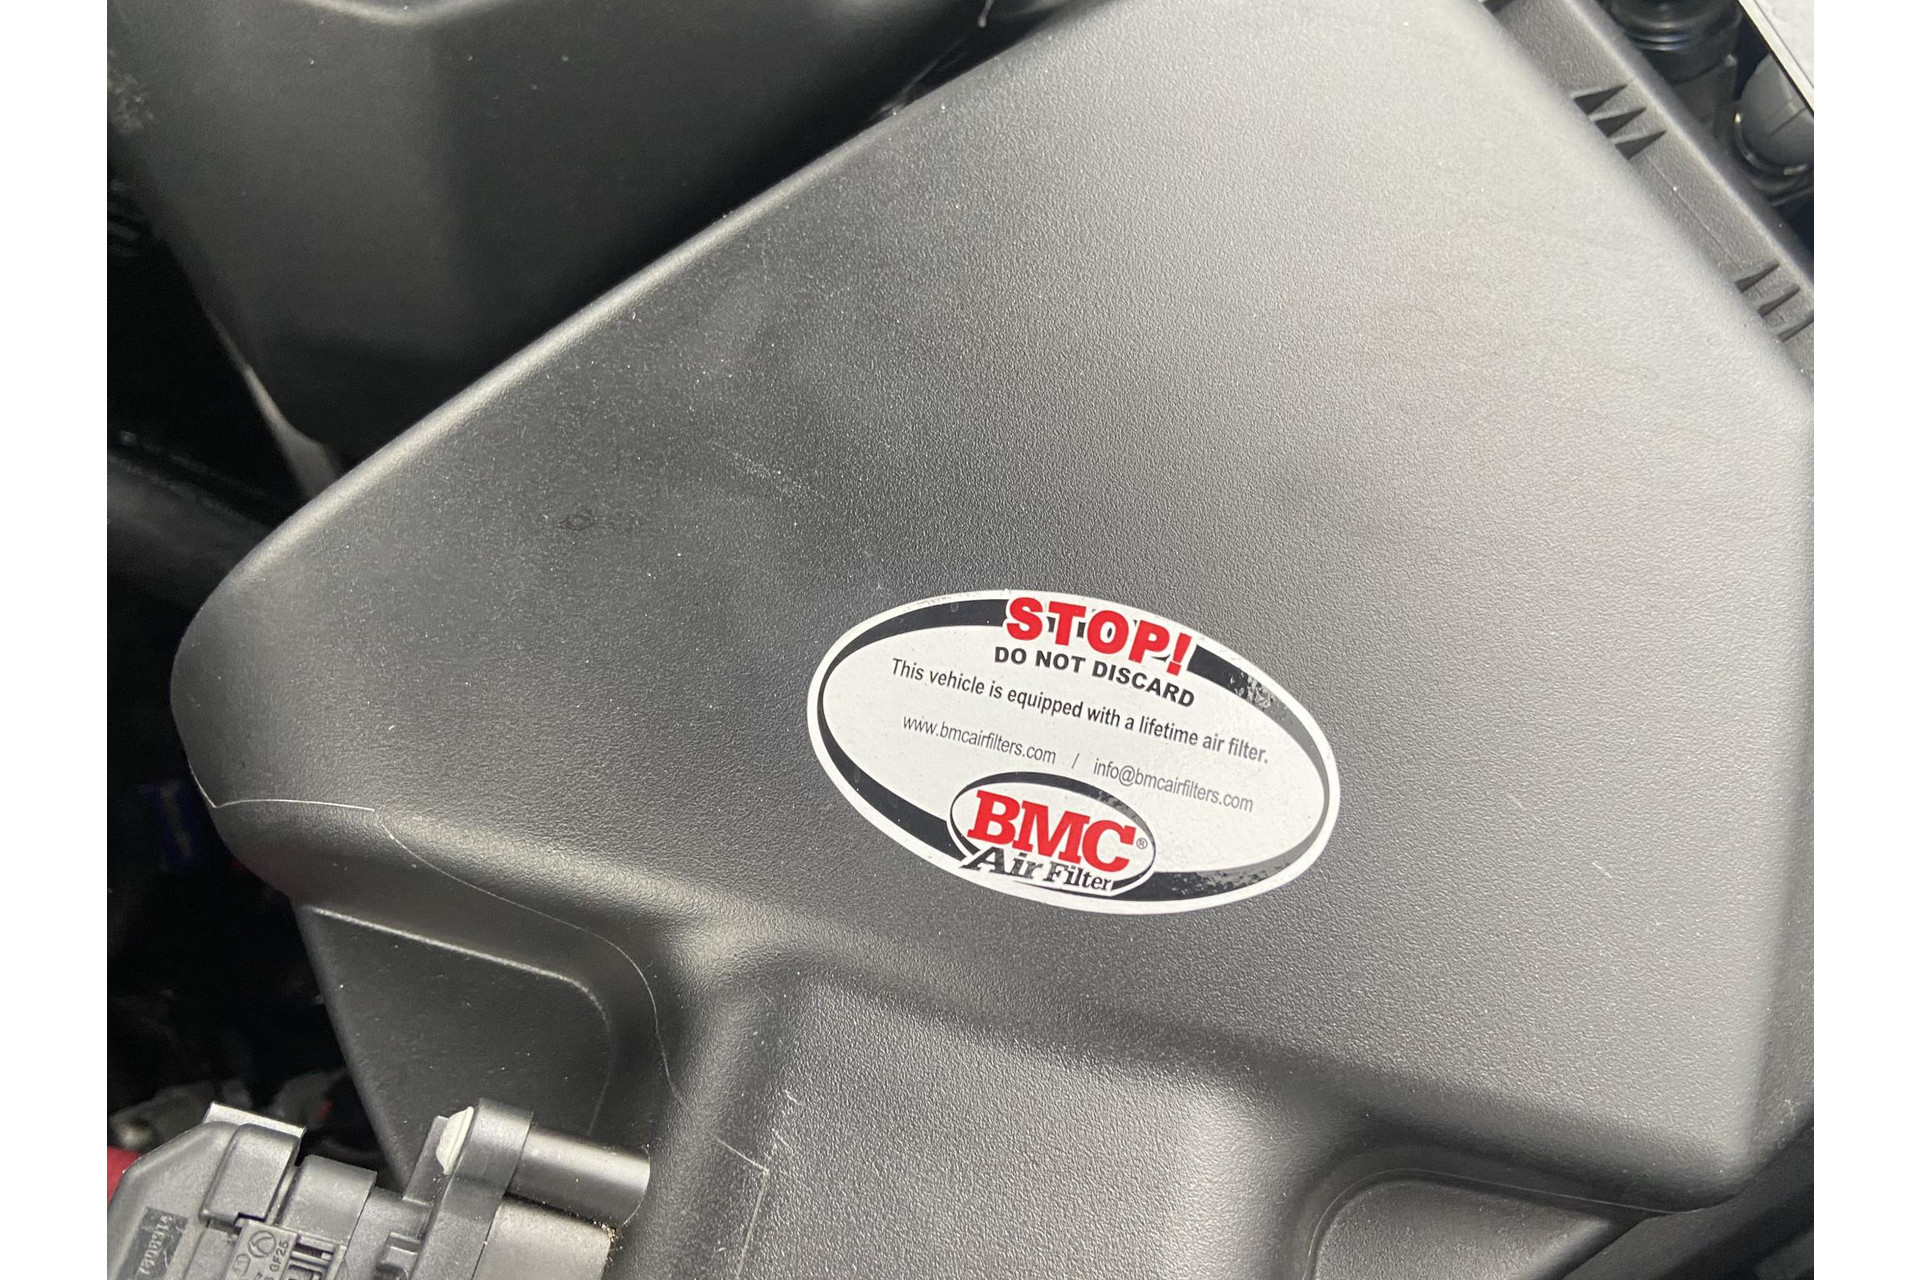 STOP!
DO NOT DISCARD
This vehicle is equipped with a lifetime air filter.
www.bmcairfilters.com / info@bmcairfilters.com
BMC®
Air Filter
GF25